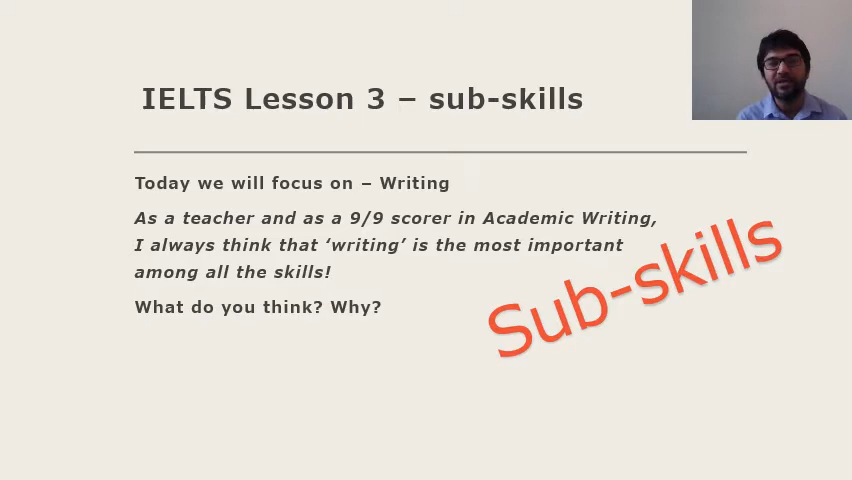 IELTS Lesson 3 – sub-skills
Today we will focus on – Writing
As a teacher and as a 9/9 scorer in Academic Writing,
I always think that ‘writing’ is the most important
among all the skills!
What do you think? Why?
Sub-skills